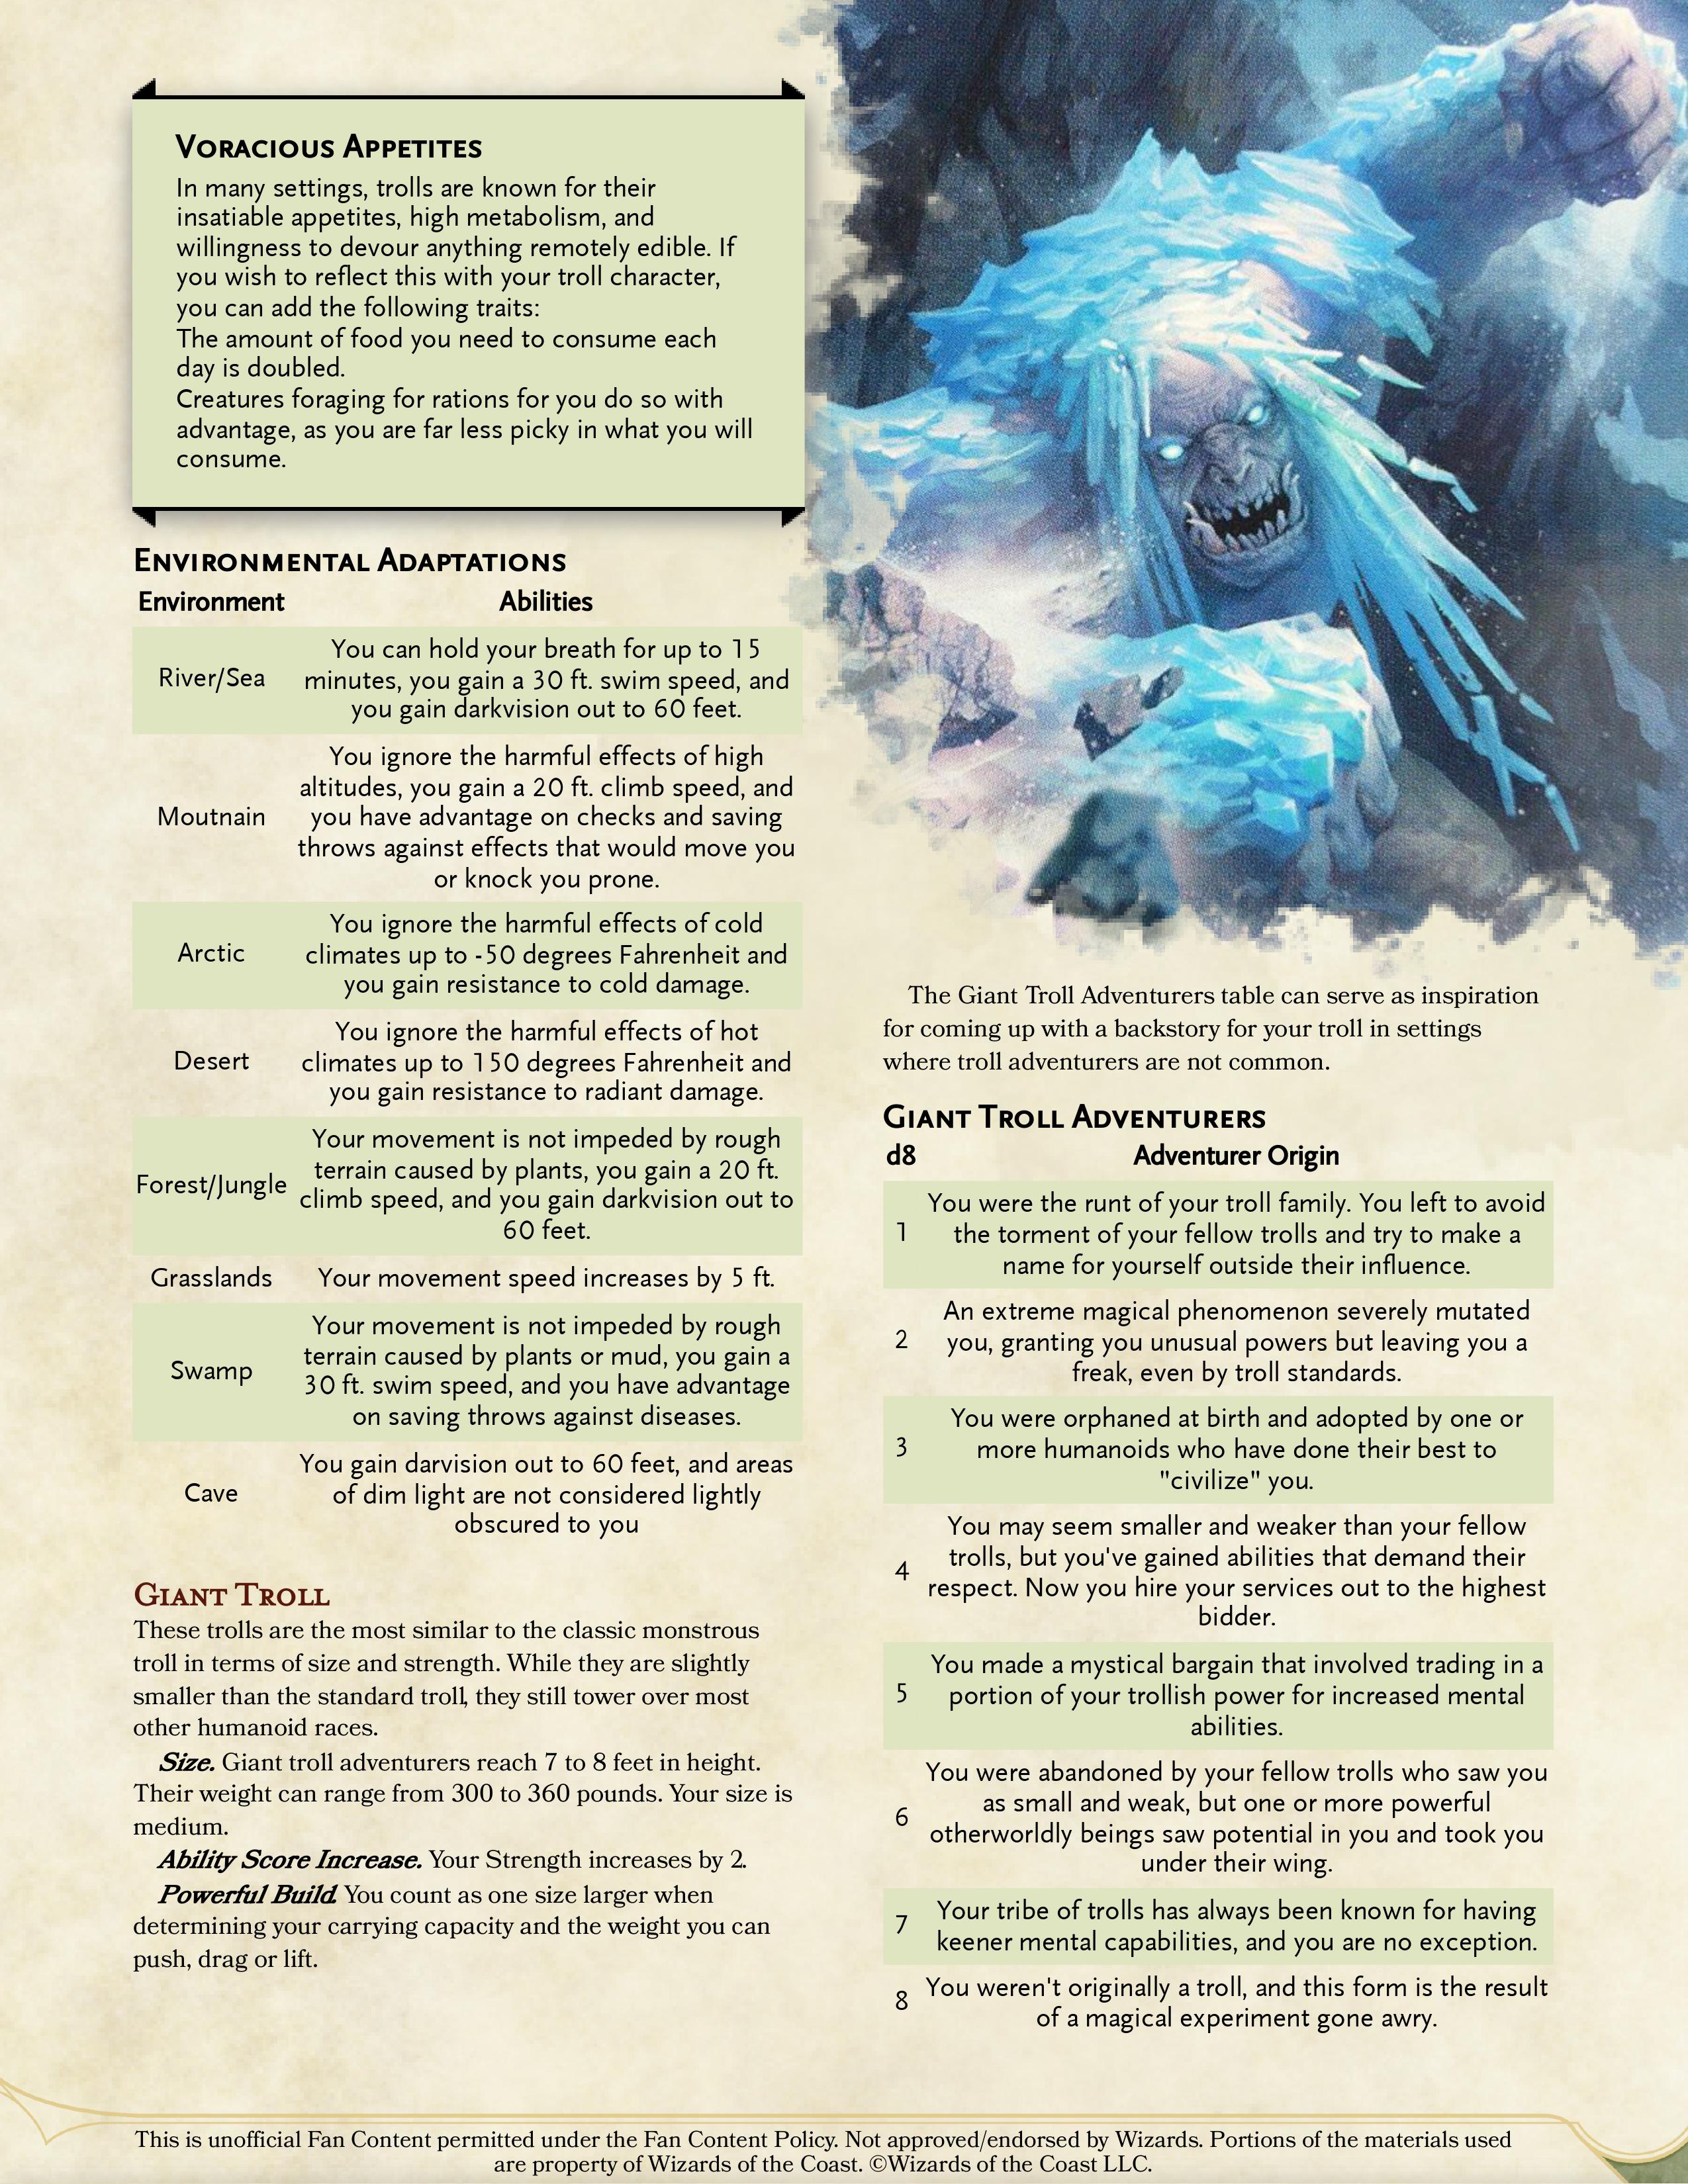 Voracious Appetites
In many settings, trolls are known for their
insatiable appetites, high metabolism, and
willingness to devour anything remotely edible. If
you wish to reflect this with your troll character,
you can add the following traits:
The amount of food you need to consume each
day is doubled.
Creatures foraging for rations for you do so with
advantage, as you are far less picky in what you will
consume.
Environmental Adaptations
Environment Abilities
River/Sea
You can hold your breath for up to 15
minutes, you gain a 30 ft. swim speed, and
you gain darkvision out to 60 feet.
Moutnain
You ignore the harmful effects of high
altitudes, you gain a 20 ft. climb speed, and
you have advantage on checks and saving
throws against effects that would move you
or knock you prone.
Arctic
You ignore the harmful effects of cold
climates up to -50 degrees Fahrenheit and
you gain resistance to cold damage.
Desert
You ignore the harmful effects of hot
climates up to 150 degrees Fahrenheit and
you gain resistance to radiant damage.
Forest/Jungle
Your movement is not impeded by rough
terrain caused by plants, you gain a 20 ft.
climb speed, and you gain darkvision out to
60 feet.
Grasslands Your movement speed increases by 5 ft.
Swamp
Your movement is not impeded by rough
terrain caused by plants or mud, you gain a
30 ft. swim speed, and you have advantage
on saving throws against diseases.
Cave
You gain darvision out to 60 feet, and areas
of dim light are not considered lightly
obscured to you
Giant Troll
These trolls are the most similar to the classic monstrous
troll in terms of size and strength. While they are slightly
smaller than the standard troll, they still tower over most
other humanoid races.
Size. Giant troll adventurers reach 7 to 8 feet in height.
Their weight can range from 300 to 360 pounds. Your size is
medium.
Ability Score Increase. Your Strength increases by 2.
Powerful Build. You count as one size larger when
determining your carrying capacity and the weight you can
push, drag or lift.
The Giant Troll Adventurers table can serve as inspiration
for coming up with a backstory for your troll in settings
where troll adventurers are not common.
Giant Troll Adventurers
d8 Adventurer Origin
1
You were the runt of your troll family. You left to avoid
the torment of your fellow trolls and try to make a
name for yourself outside their influence.
2
An extreme magical phenomenon severely mutated
you, granting you unusual powers but leaving you a
freak, even by troll standards.
3
You were orphaned at birth and adopted by one or
more humanoids who have done their best to
"civilize" you.
4
You may seem smaller and weaker than your fellow
trolls, but you've gained abilities that demand their
respect. Now you hire your services out to the highest
bidder.
5
You made a mystical bargain that involved trading in a
portion of your trollish power for increased mental
abilities.
6
You were abandoned by your fellow trolls who saw you
as small and weak, but one or more powerful
otherworldly beings saw potential in you and took you
under their wing.
7
Your tribe of trolls has always been known for having
keener mental capabilities, and you are no exception.
8
You weren't originally a troll, and this form is the result
of a magical experiment gone awry.
This is unofficial Fan Content permitted under the Fan Content Policy. Not approved/endorsed by Wizards. Portions of the materials used
are property of Wizards of the Coast. ©Wizards of the Coast LLC.